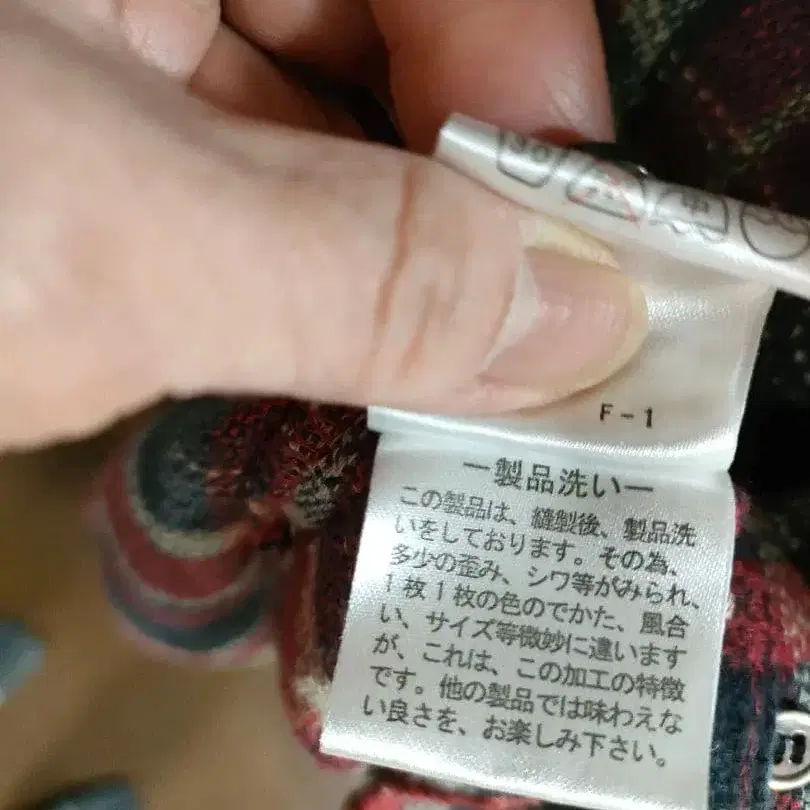 中
F-1
ー製品洗いー
この製品は、縫製後、製品洗
いをしております。その為、
多少の歪み、シワ等がみられ、
1枚1枚の色のでかた、風合
い、サイズ等微妙に違います
が、これは、この加工の特徴
です。他の製品では味わえな
い良さを、お楽しみ下さい。